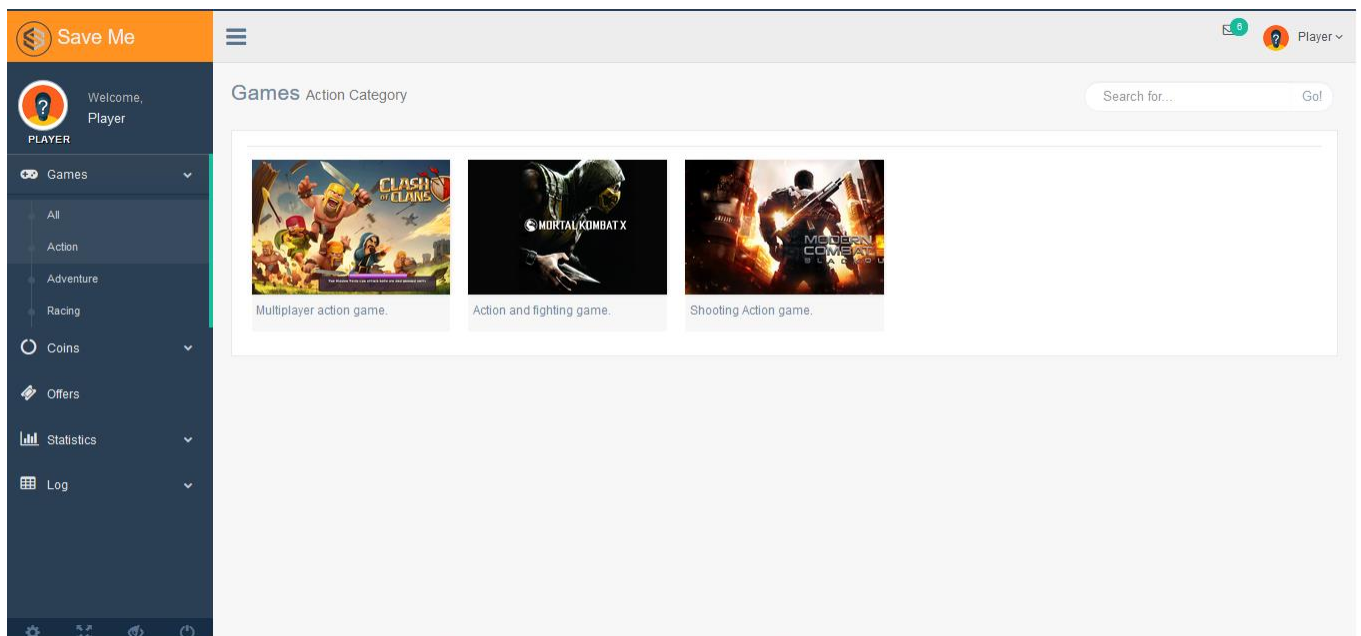 Save Me
6
Player
Welcome,
Player
PLAYER
Games
All
Action
Adventure
Racing
Coins
Offers
Statistics
Log
Games Action Category
Search for...
Go!
CLASH
OF CLANS
Multiplayer action game.
MORTAL KOMBAT X
Action and fighting game.
MODERN
COMBAT
Shooting Action game.